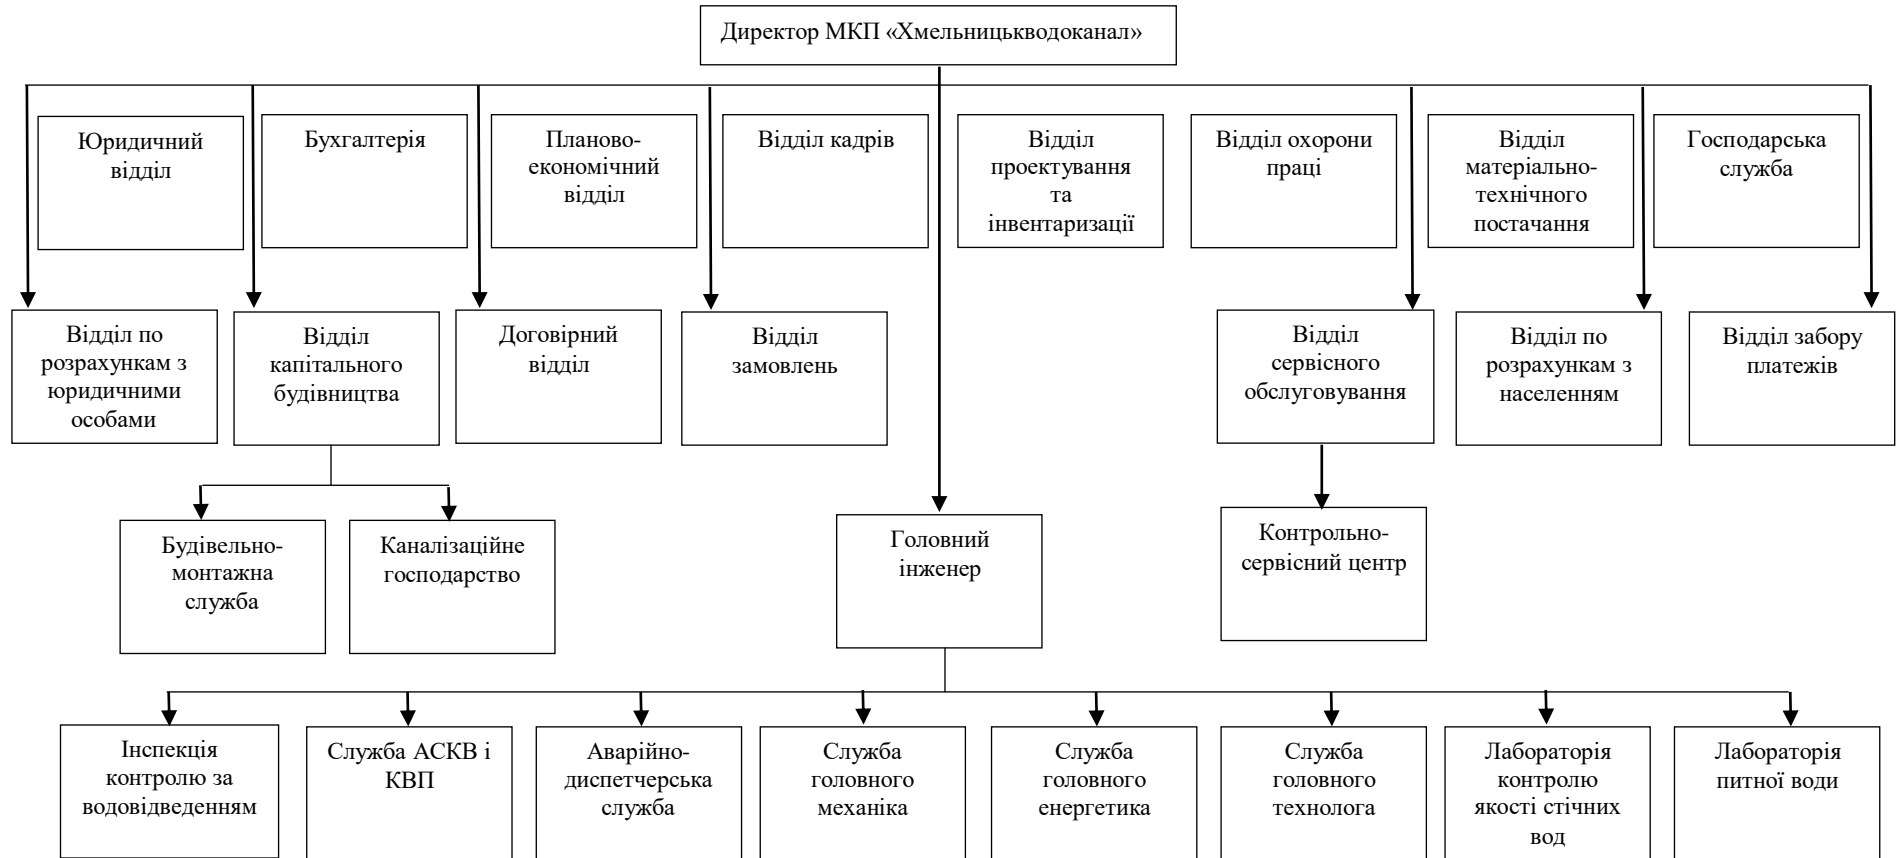 Директор МКП «Хмельницькводоканал»
Юридичний
відділ
Бухгалтерія
Планово-
економічний
відділ
Відділ кадрів
Відділ
проектування
та
інвентаризації
Відділ охорони
праці
Відділ
матеріально-
технічного
постачання
Господарська
служба
Відділ по
розрахункам з
юридичними
особами
Відділ
капітального
будівництва
Договірний
відділ
Відділ
замовлень
Відділ
сервісного
обслуговування
Відділ по
розрахункам з
населенням
Відділ забору
платежів
Будівельно-
монтажна
служба
Каналізаційне
господарство
Головний
інженер
Контрольно-
сервісний центр
Інспекція
контролю за
водовідведенням
Служба АСКВ і
КВП
Аварійно-
диспетчерська
служба
Служба
головного
механіка
Служба
головного
енергетика
Служба
головного
технолога
Лабораторія
контролю
якості стічних
вод
Лабораторія
питної води